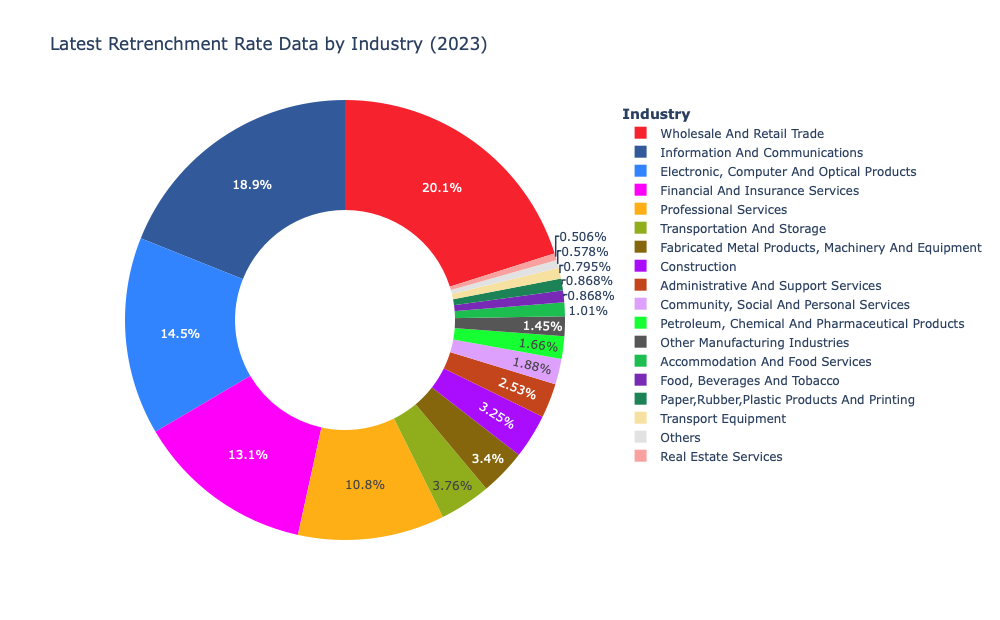 Latest Retrenchment Rate Data by Industry (2023)
20.1%
18.9%
14.5%
13.1%
10.8%
3.76%
3.4%
3.25%
2.53%
1.88%
1.66%
1.45%
1.01%
0.868%
0.868%
0.795%
0.578%
0.506%
Industry
Wholesale And Retail Trade
Information And Communications
Electronic, Computer And Optical Products
Financial And Insurance Services
Professional Services
Transportation And Storage
Fabricated Metal Products, Machinery And Equipment
Construction
Administrative And Support Services
Community, Social And Personal Services
Petroleum, Chemical And Pharmaceutical Products
Other Manufacturing Industries
Accommodation And Food Services
Food, Beverages And Tobacco
Paper,Rubber,Plastic Products And Printing
Transport Equipment
Others
Real Estate Services